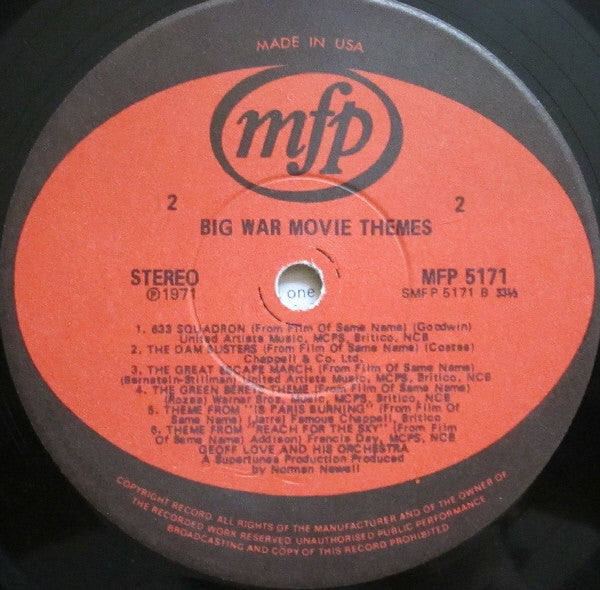 MADE IN USA
mfp
2 2
BIG WAR MOVIE THEMES
STEREO MFP 5171
℗1971 SMFP 5171 B 33⅓
one
1. 633 SQUADRON (From Film Of Same Name) (Goodwin)
United Artists Music, MCPS, Britico, NCB
2. THE DAM BUSTERS (From Film Of Same Name) (Coates)
Chappell & Co. Ltd.
3. THE GREAT ESCAPE MARCH (From Film Of Same Name)
(Bernstein-Stillman) United Artists Music, MCPS, Britico, NCB
4. THE GREEN BERETS THEME (From Film Of Same Name)
(Rozsa) Warner Bros. Music, MCPS, Britico, NCB
5. THEME FROM "IS PARIS BURNING" (From Film Of
Same Name) (Jarre) Famous Chappell, Britico
6. THEME FROM "REACH FOR THE SKY" (From Film
Of Same Name) Addison) Francis Day, MCPS, NCB
GEOFF LOVE AND HIS ORCHESTRA
A Supertunes Production Produced
by Norman Newell
COPYRIGHT RECORD. ALL RIGHTS OF THE MANUFACTURER AND OF THE OWNER OF
THE RECORDED WORK RESERVED. UNAUTHORISED PUBLIC PERFORMANCE
BROADCASTING AND COPY OF THIS RECORD PROHIBITED